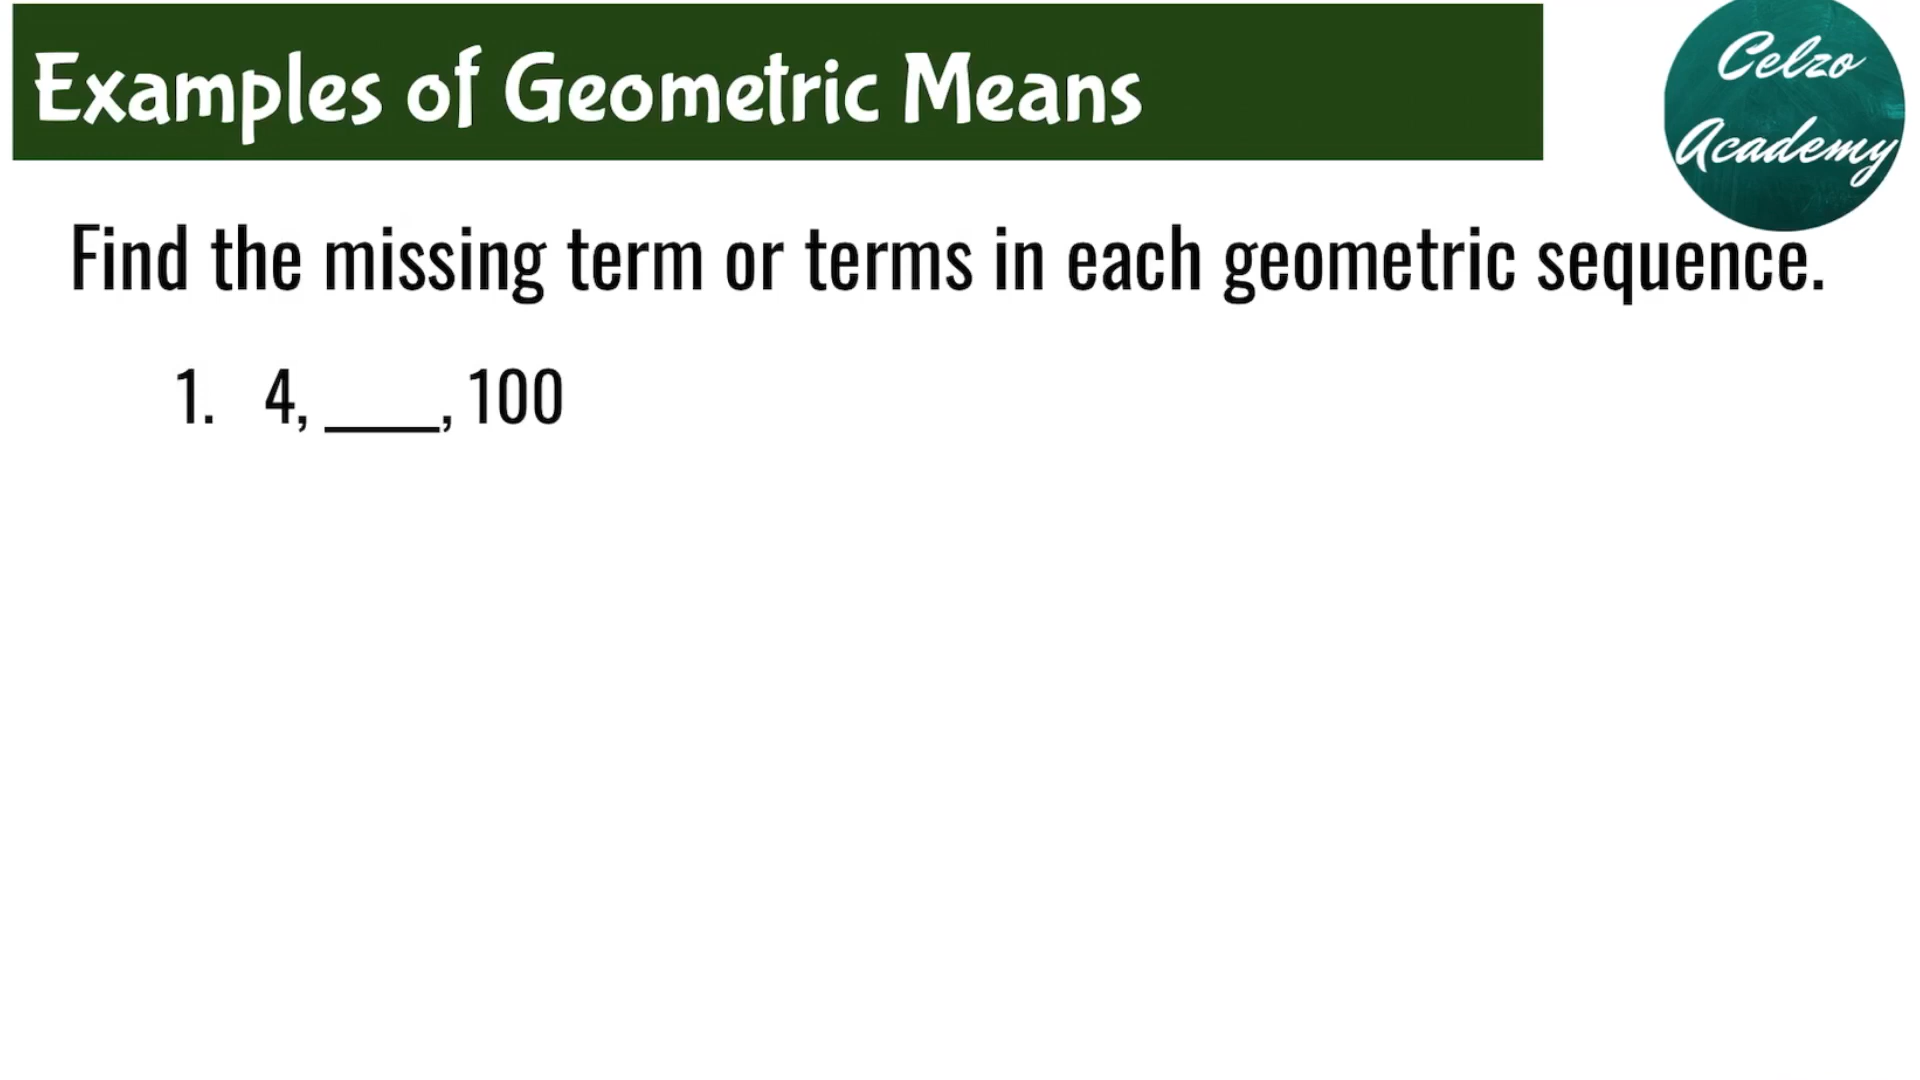 Examples of Geometric Means
Celzo
Academy
Find the missing term or terms in each geometric sequence.
1. 4, ____, 100